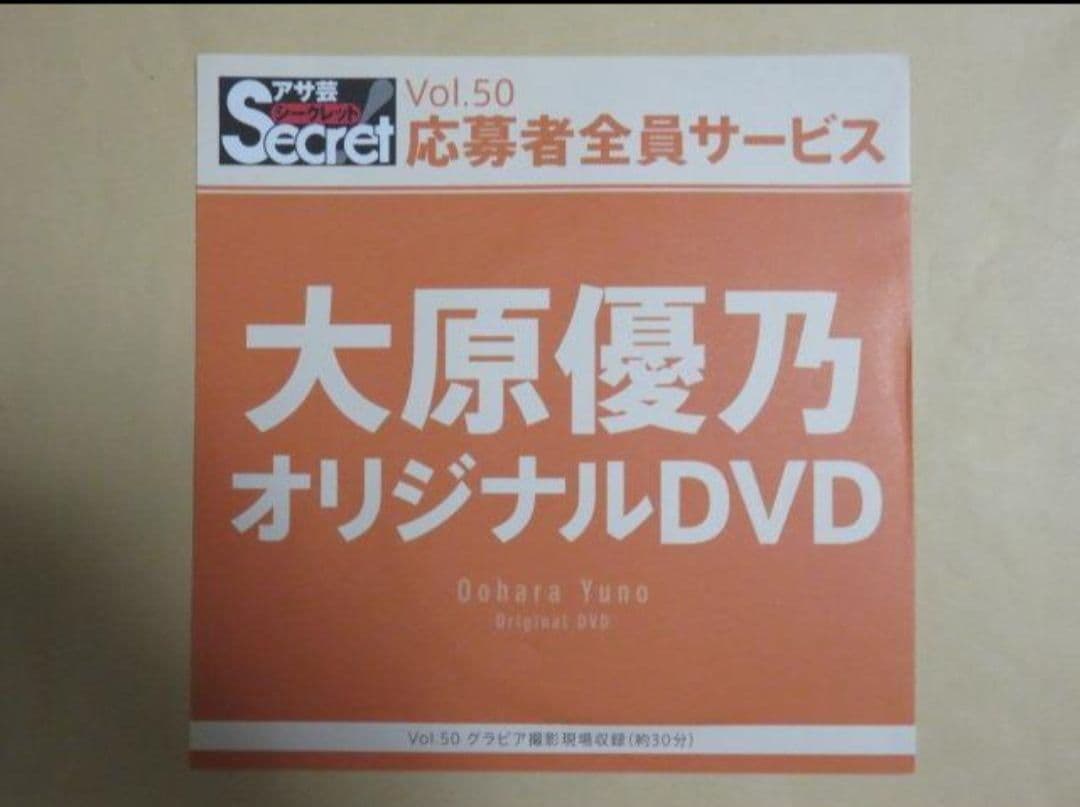 アサ芸
シークレット
Secret
Vol.50
応募者全員サービス
大原優乃
オリジナルDVD
Oohara Yuno
Original DVD
Vol.50 グラビア撮影現場収録(約30分)